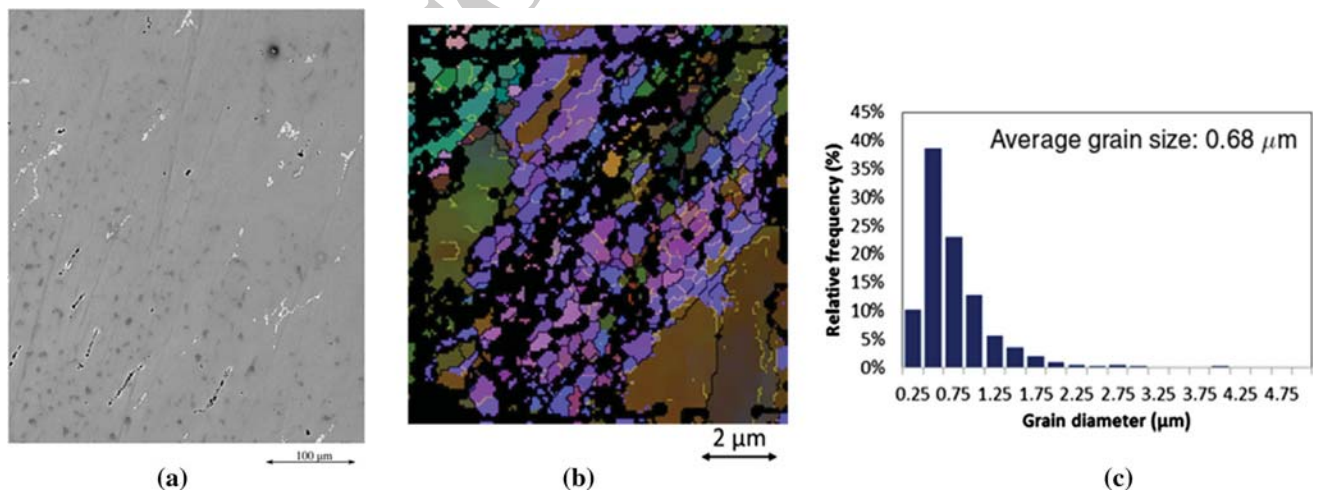 100 µm
(a)
2 µm
(b)
45%
40%
35%
30%
25%
20%
15%
10%
5%
0%
Relative frequency (%)
Average grain size: 0.68 µm
0.25 0.75 1.25 1.75 2.25 2.75 3.25 3.75 4.25 4.75
Grain diameter (µm)
(c)